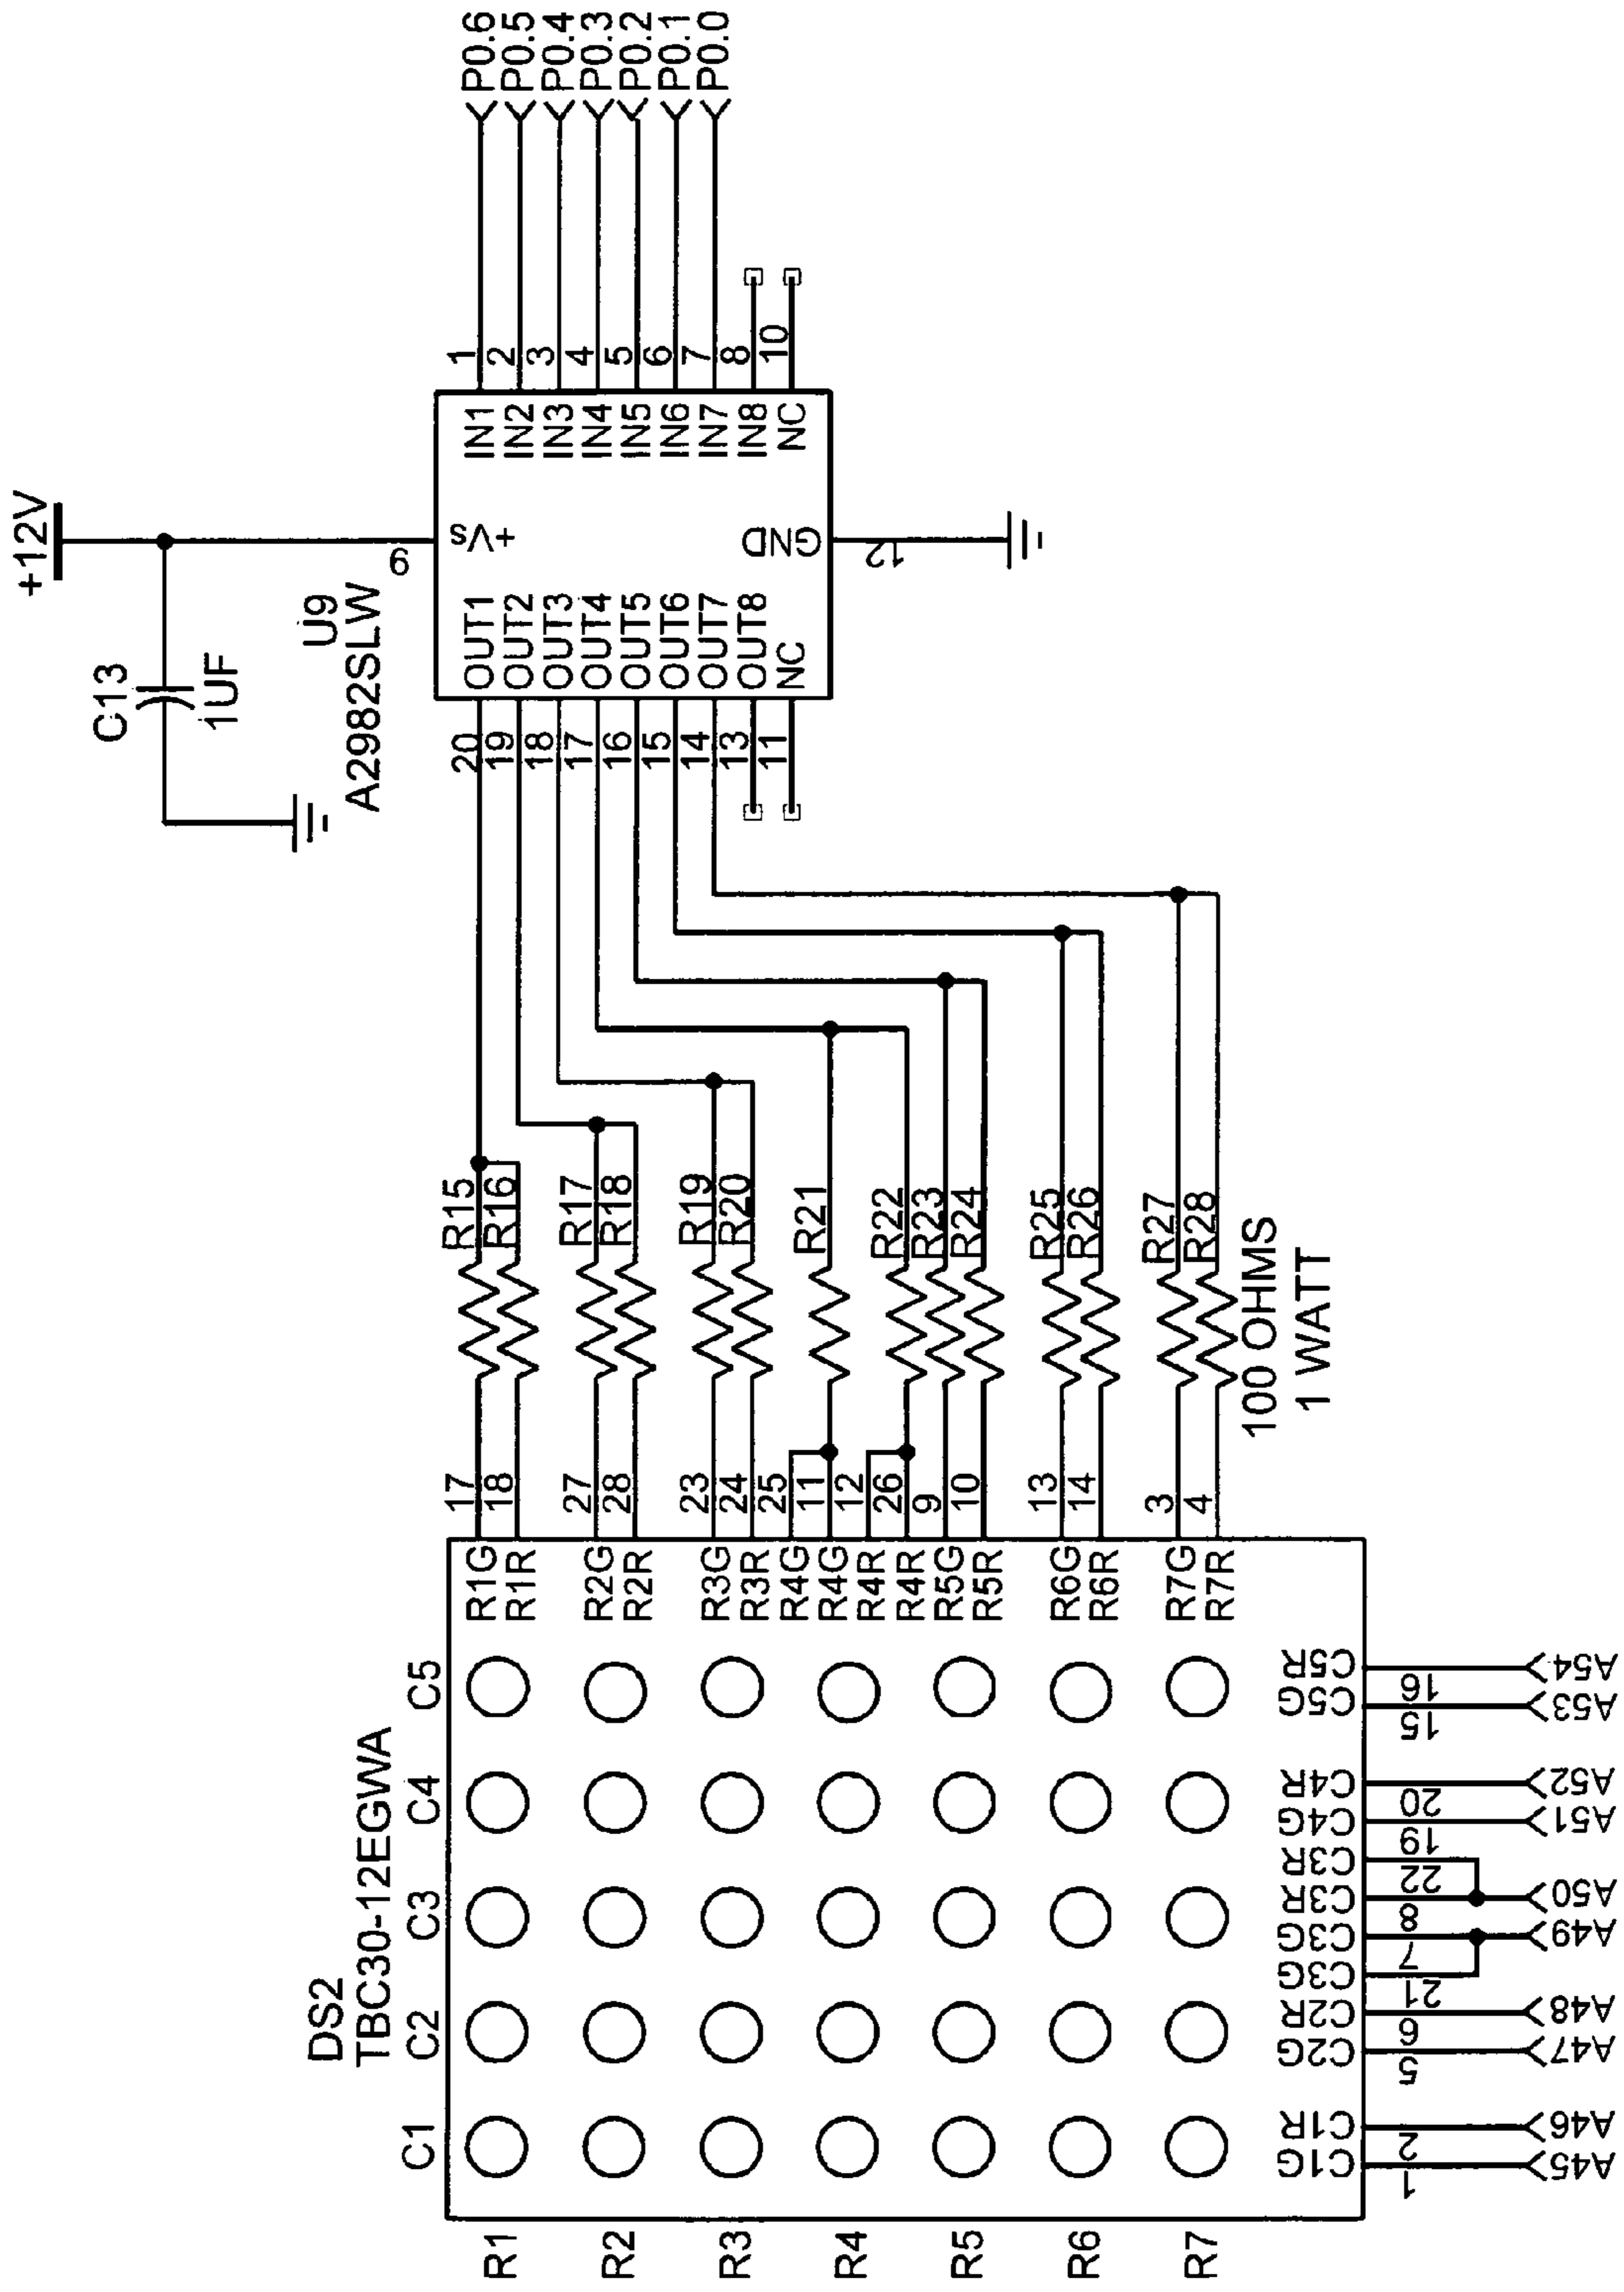 +12V
C13
1UF
U9
A2982SLW
9
+Vs
GND
12
P0.6
P0.5
P0.4
P0.3
P0.2
P0.1
P0.0
1
2
3
4
5
6
7
8
10
IN1
IN2
IN3
IN4
IN5
IN6
IN7
IN8
NC
OUT1
OUT2
OUT3
OUT4
OUT5
OUT6
OUT7
OUT8
NC
20
19
18
17
16
15
14
13
11
R15
R16
R17
R18
R19
R20
R21
R22
R23
R24
R25
R26
R27
R28
100 OHMS
1 WATT
17
18
27
28
23
24
25
11
12
26
9
10
13
14
3
4
R1G
R1R
R2G
R2R
R3G
R3R
R4G
R4G
R4R
R4R
R5G
R5R
R6G
R6R
R7G
R7R
DS2
TBC30-12EGWA
C1
C2
C3
C4
C5
R1
R2
R3
R4
R5
R6
R7
C1G
C1R
C2G
C2R
C3G
C3G
C3R
C3R
C4G
C4R
C5G
C5R
1
2
5
6
21
7
8
22
19
20
15
16
A45
A46
A47
A48
A49
A50
A51
A52
A53
A54